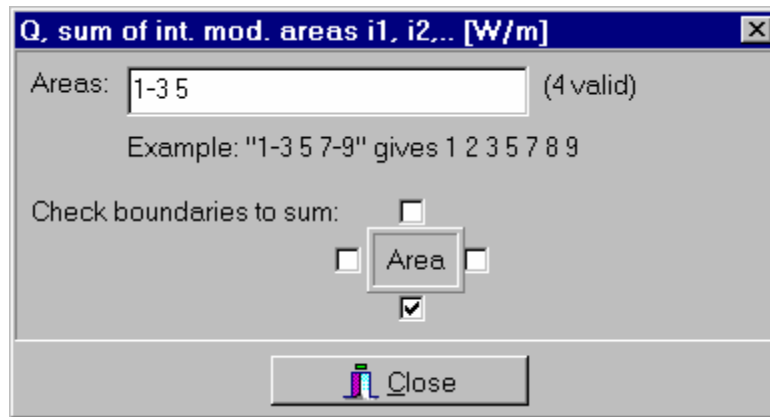 Q, sum of int. mod. areas i1, i2,.. [W/m]
Areas: 1-3 5 (4 valid)
Example: "1-3 5 7-9" gives 1 2 3 5 7 8 9
Check boundaries to sum:
Area
Close